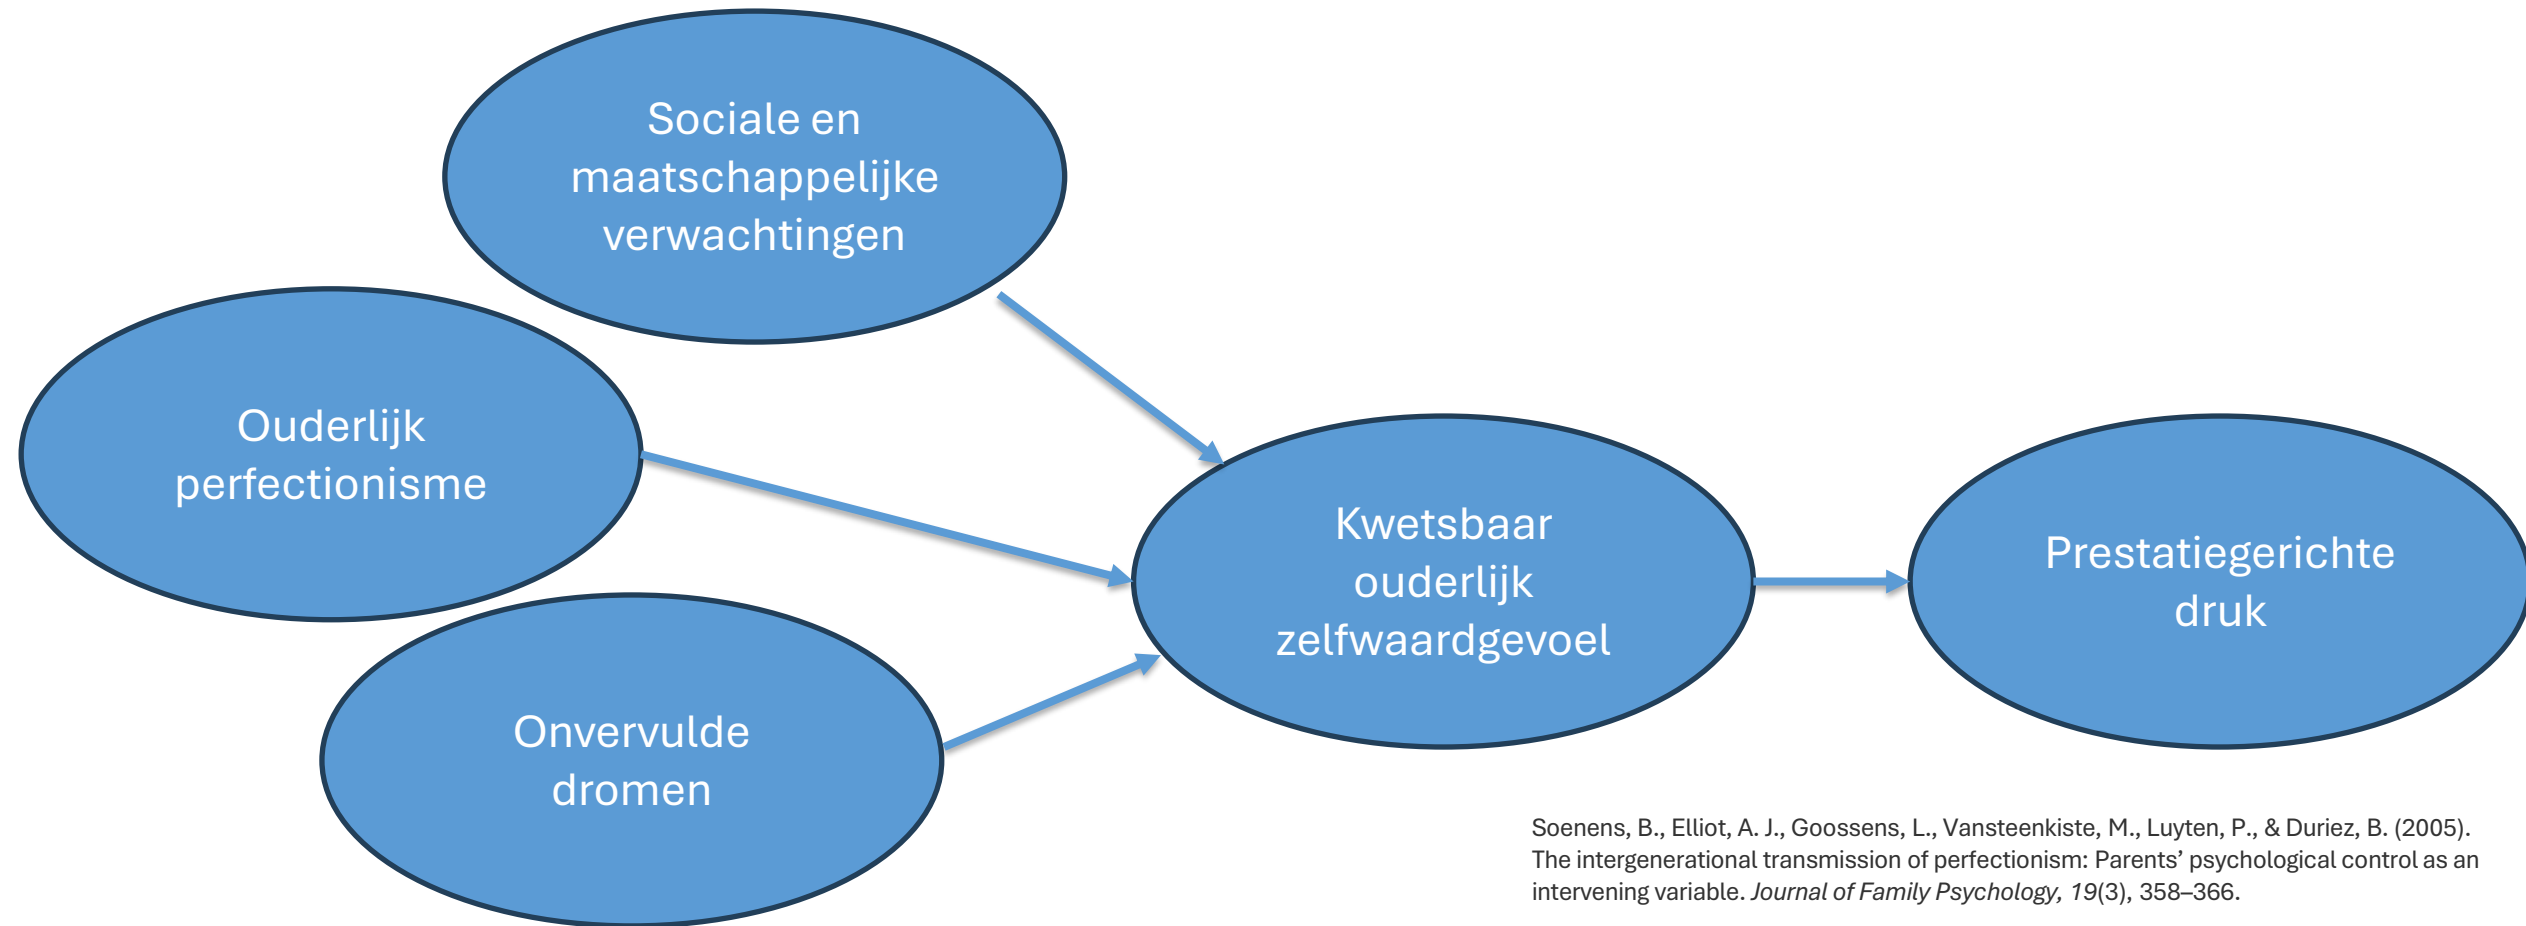 Sociale en
maatschappelijke
verwachtingen
Ouderlijk
perfectionisme
Onvervulde
dromen
Kwetsbaar
ouderlijk
zelfwaardgevoel
Prestatiegerichte
druk
Soenens, B., Elliot, A. J., Goossens, L., Vansteenkiste, M., Luyten, P., & Duriez, B. (2005).
The intergenerational transmission of perfectionism: Parents’ psychological control as an
intervening variable. Journal of Family Psychology, 19(3), 358–366.